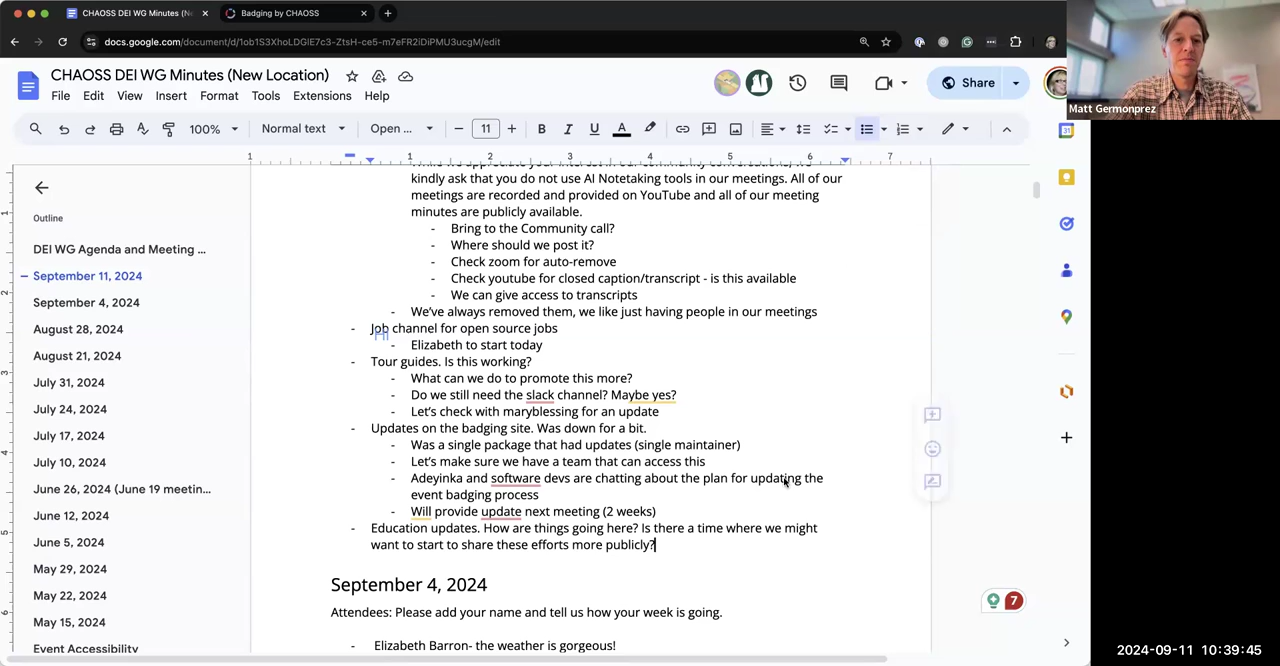 CHAOSS DEI WG Minutes (Ne
Badging by CHAOSS
docs.google.com/document/d/1ob1S3XhoLDGlE7c3-ZtsH-ce5-m7eFR2iDiPMU3ucgM/edit
CHAOSS DEI WG Minutes (New Location)
File Edit View Insert Format Tools Extensions Help
Share
Matt Germonprez
100% Normal text Open ... 11
1 1 2 3 4 5 6 7
Outline
DEI WG Agenda and Meeting ...
September 11, 2024
September 4, 2024
August 28, 2024
August 21, 2024
July 31, 2024
July 24, 2024
July 17, 2024
July 10, 2024
June 26, 2024 (June 19 meetin...
June 12, 2024
June 5, 2024
May 29, 2024
May 22, 2024
May 15, 2024
Event Accessibility
kindly ask that you do not use AI Notetaking tools in our meetings. All of our
meetings are recorded and provided on YouTube and all of our meeting
minutes are publicly available.
- Bring to the Community call?
- Where should we post it?
- Check zoom for auto-remove
- Check youtube for closed caption/transcript - is this available
- We can give access to transcripts
- We've always removed them, we like just having people in our meetings
- Job channel for open source jobs
- Elizabeth to start today
- Tour guides. Is this working?
- What can we do to promote this more?
- Do we still need the slack channel? Maybe yes?
- Let's check with maryblessing for an update
- Updates on the badging site. Was down for a bit.
- Was a single package that had updates (single maintainer)
- Let's make sure we have a team that can access this
- Adeyinka and software devs are chatting about the plan for updating the
event badging process
- Will provide update next meeting (2 weeks)
- Education updates. How are things going here? Is there a time where we might
want to start to share these efforts more publicly?
September 4, 2024
Attendees: Please add your name and tell us how your week is going.
- Elizabeth Barron- the weather is gorgeous!
7
2024-09-11 10:39:45